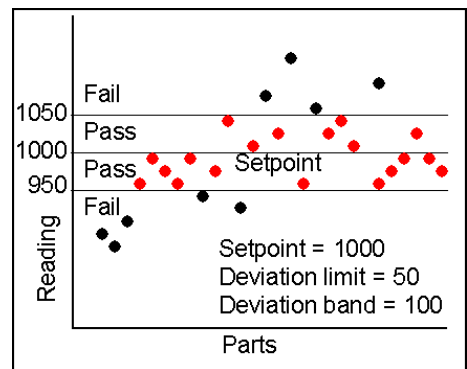 Fail
1050
Pass
1000
Setpoint
Pass
950
Fail
Reading
Setpoint = 1000
Deviation limit = 50
Deviation band = 100
Parts